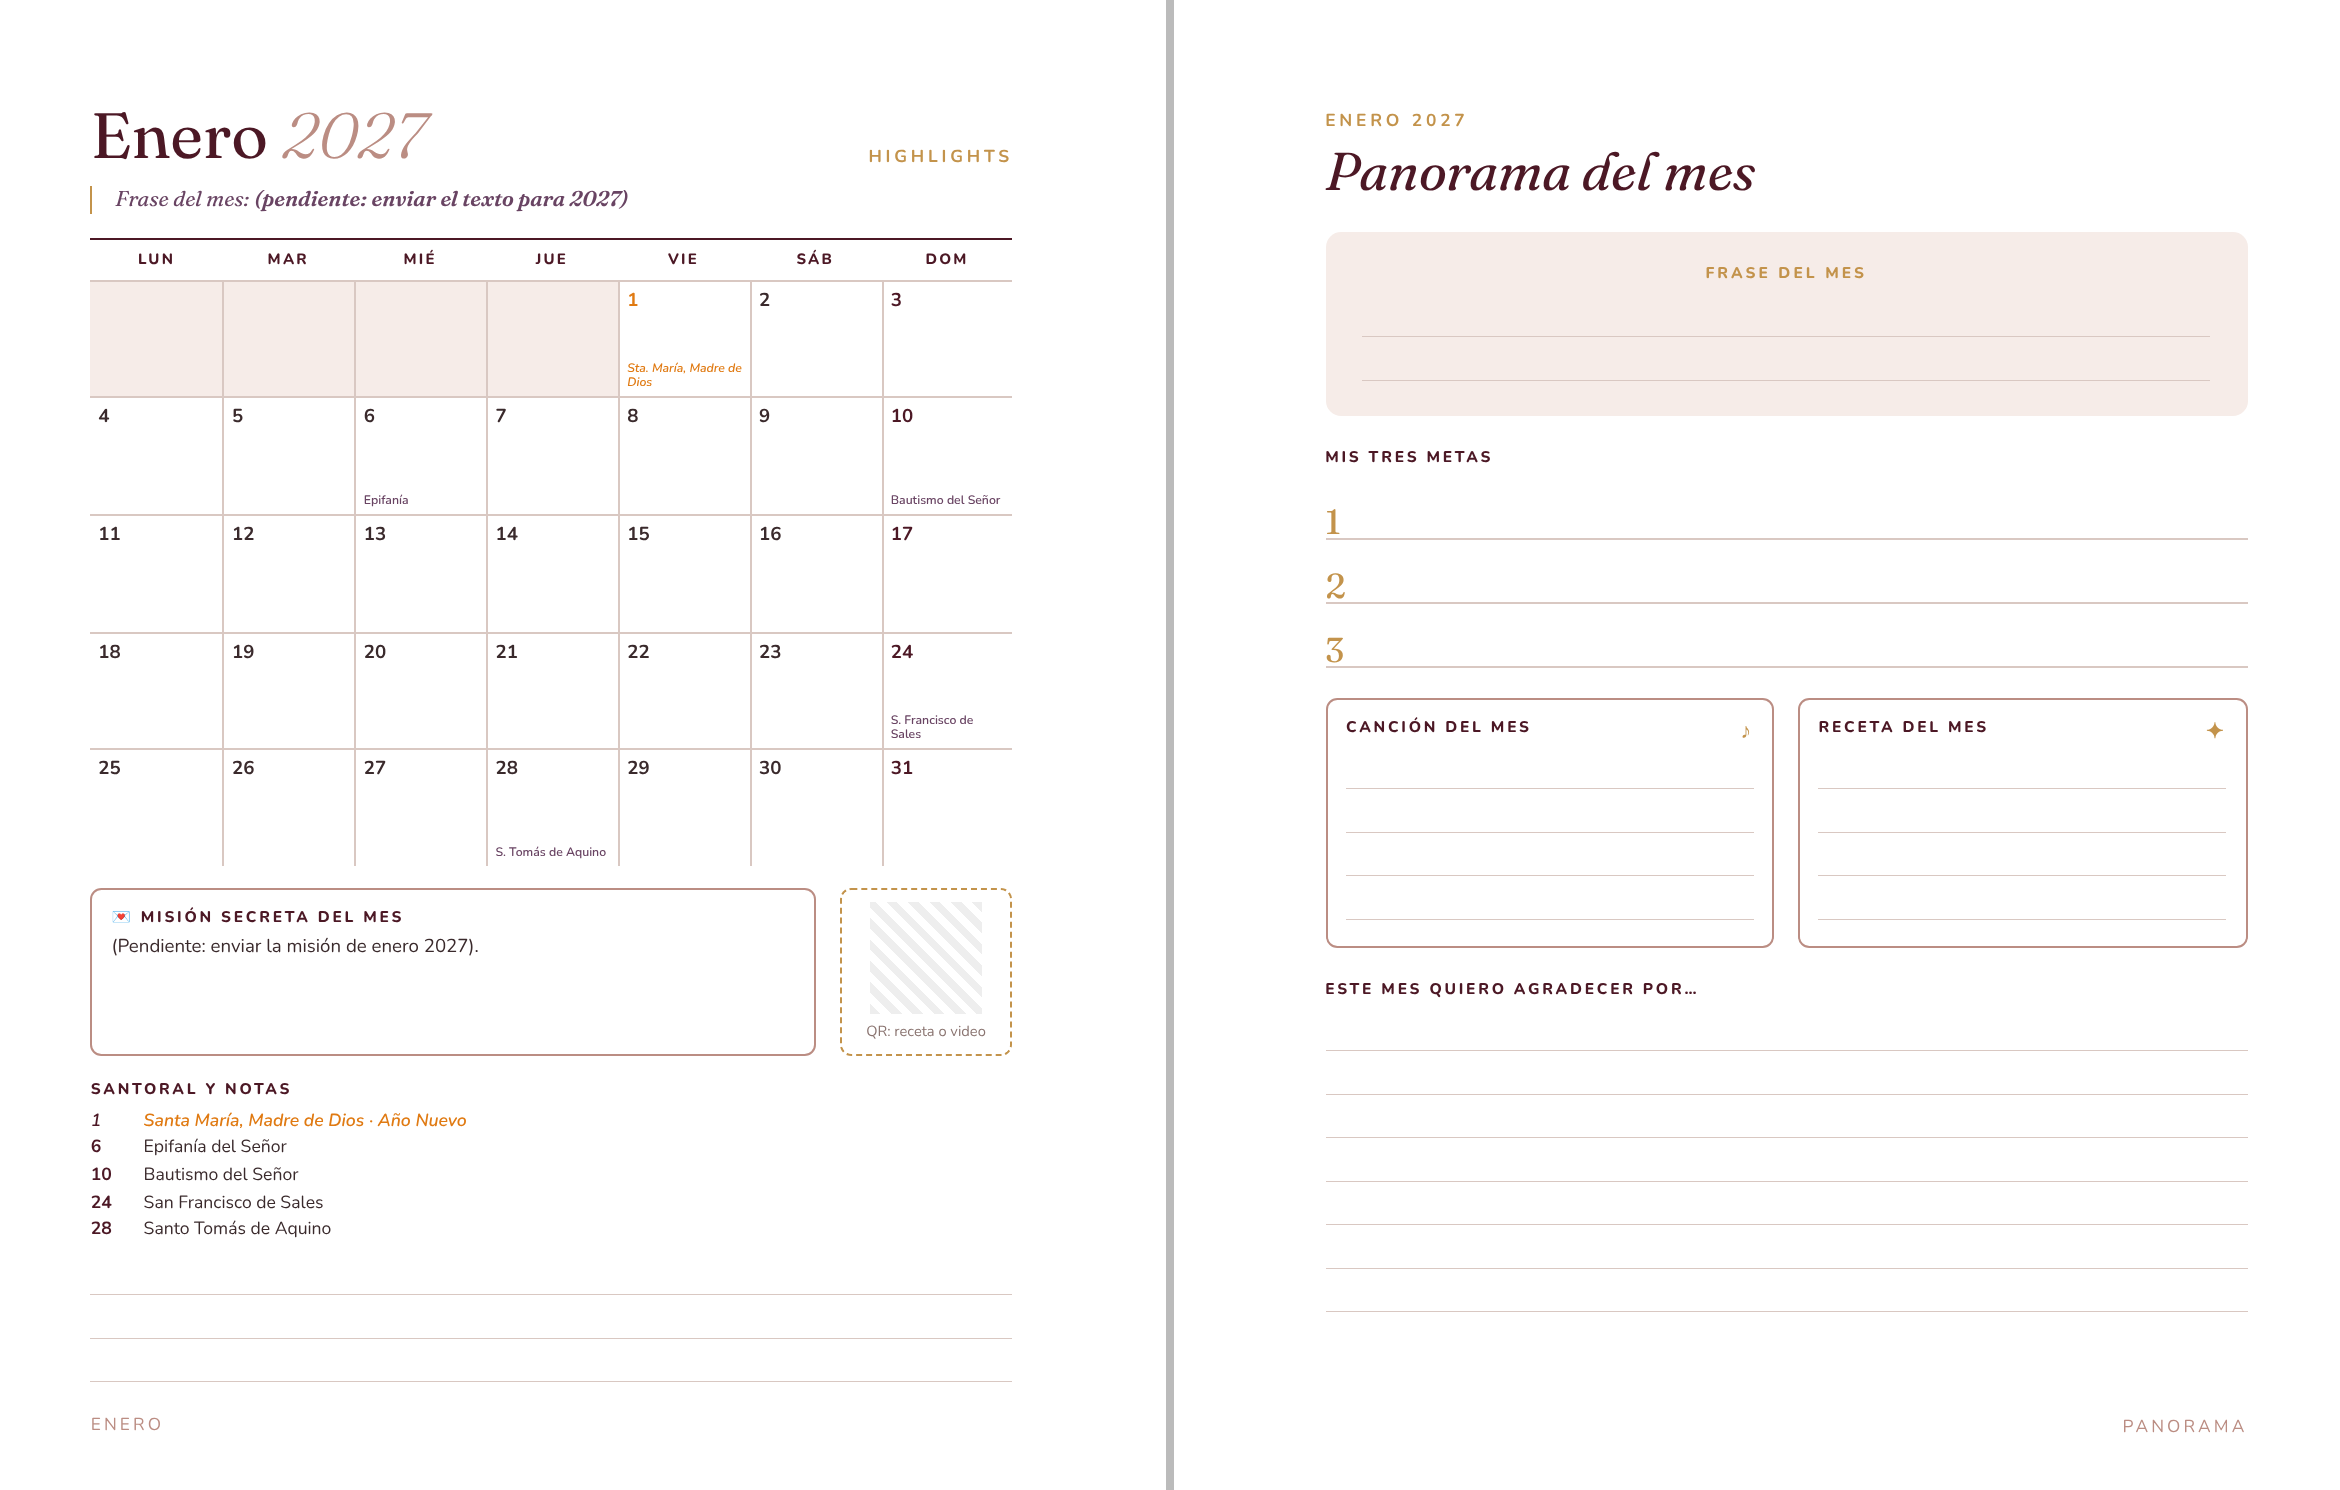 Enero 2027
HIGHLIGHTS
Frase del mes: (pendiente: enviar el texto para 2027)
LUN MAR MIÉ JUE VIE SÁB DOM
1 2 3
Sta. María, Madre de
Dios
4 5 6 7 8 9 10
Epifanía Bautismo del Señor
11 12 13 14 15 16 17
18 19 20 21 22 23 24
S. Francisco de
Sales
25 26 27 28 29 30 31
S. Tomás de Aquino
💌 MISIÓN SECRETA DEL MES
(Pendiente: enviar la misión de enero 2027).
QR: receta o video
SANTORAL Y NOTAS
1 Santa María, Madre de Dios · Año Nuevo
6 Epifanía del Señor
10 Bautismo del Señor
24 San Francisco de Sales
28 Santo Tomás de Aquino
ENERO
ENERO 2027
Panorama del mes
FRASE DEL MES
MIS TRES METAS
1
2
3
CANCIÓN DEL MES ♪
RECETA DEL MES ✦
ESTE MES QUIERO AGRADECER POR…
PANORAMA